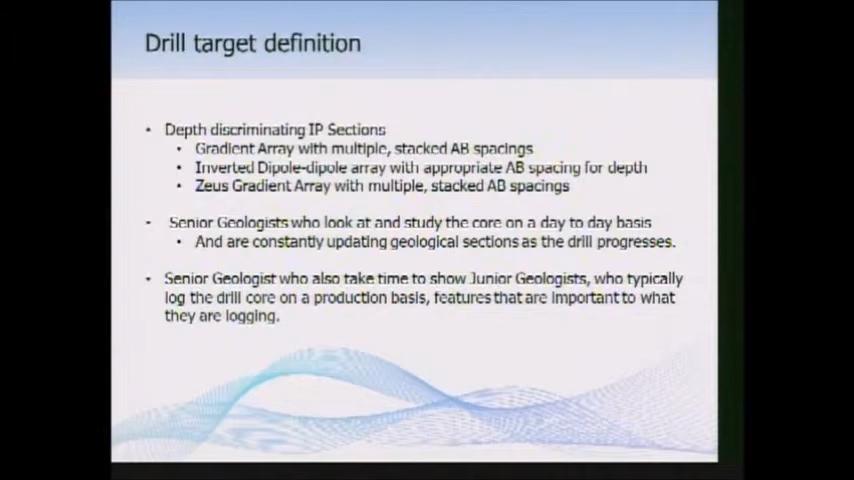 Drill target definition
• Depth discriminating IP Sections
• Gradient Array with multiple, stacked AB spacings
• Inverted Dipole-dipole array with appropriate AB spacing for depth
• Zeus Gradient Array with multiple, stacked AB spacings
• Senior Geologists who look at and study the core on a day to day basis
• And are constantly updating geological sections as the drill progresses.
• Senior Geologist who also take time to show Junior Geologists, who typically
log the drill core on a production basis, features that are important to what
they are logging.